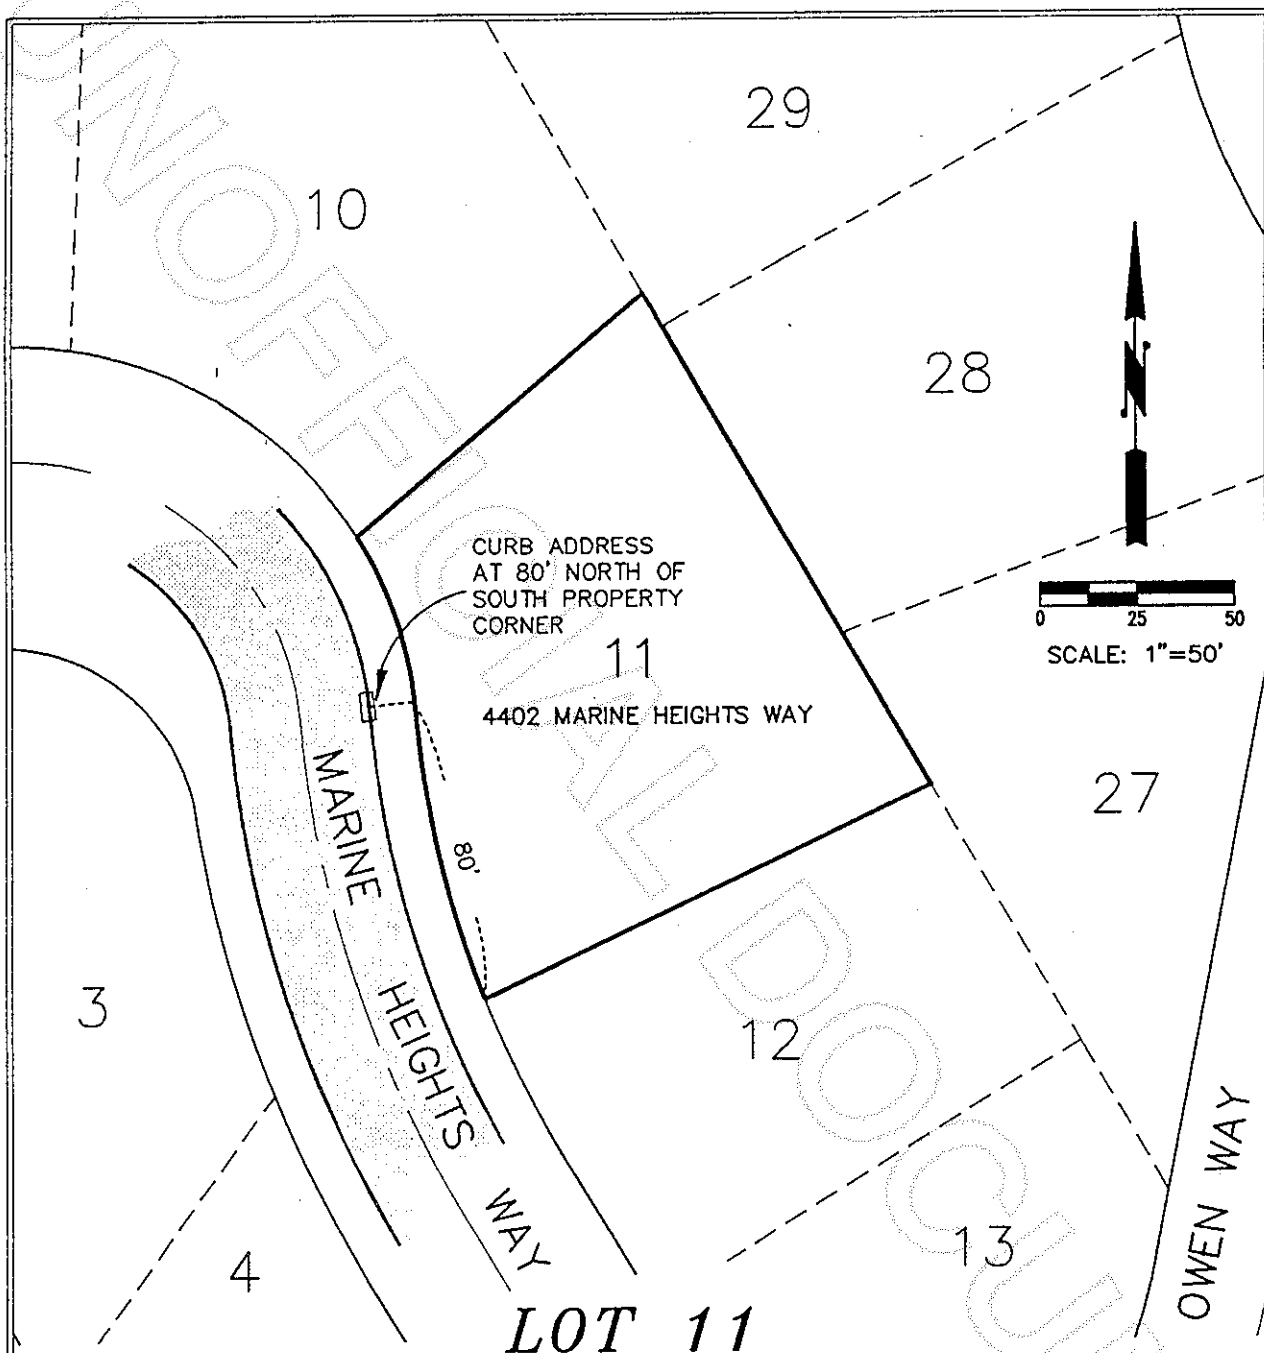 29
10
28
N
CURB ADDRESS
AT 80' NORTH OF
SOUTH PROPERTY
CORNER
0 25 50
SCALE: 1"=50'
11
4402 MARINE HEIGHTS WAY
27
80'
MARINE HEIGHTS WAY
3
12
13
4
OWEN WAY
LOT 11
UNOFFICIAL DOCU